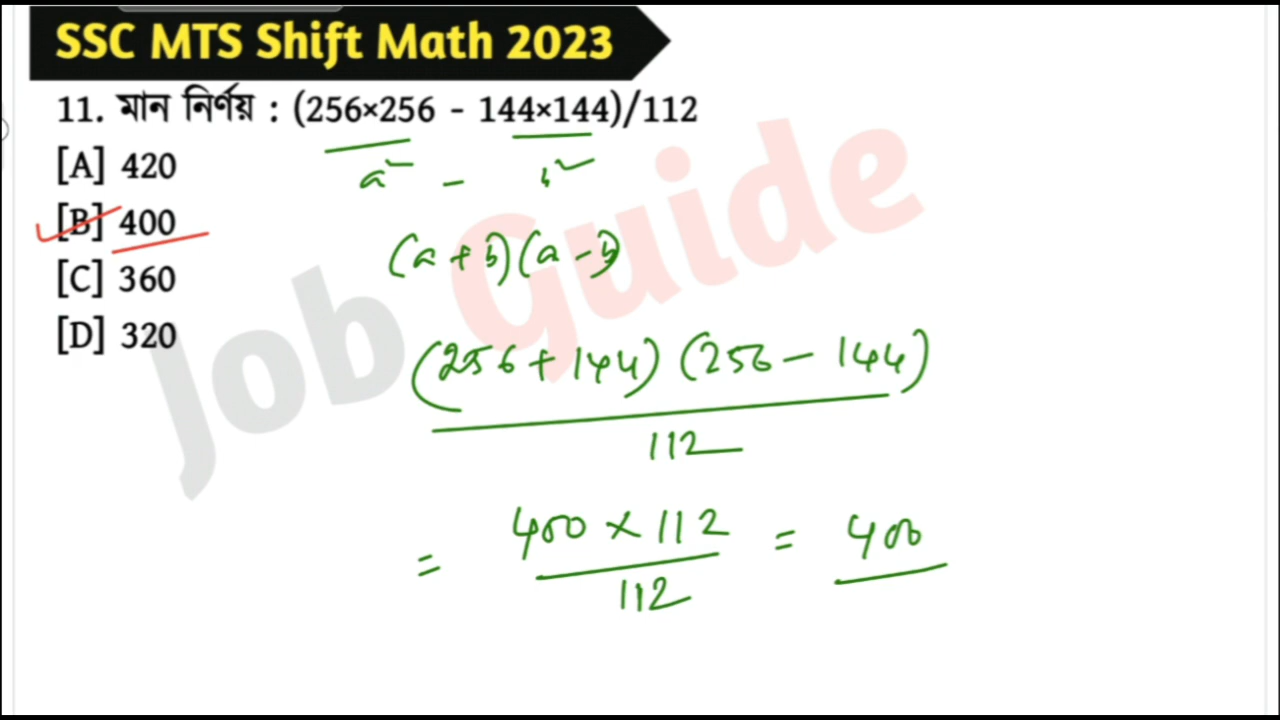 SSC MTS Shift Math 2023
11. মান নির্ণয় : (256×256 - 144×144)/112
[A] 420
[B] 400
[C] 360
[D] 320
a² - b²
(a + b)(a - b)
(256 + 144) (256 - 144)
112
= 400 × 112 = 400
112
Job Guide